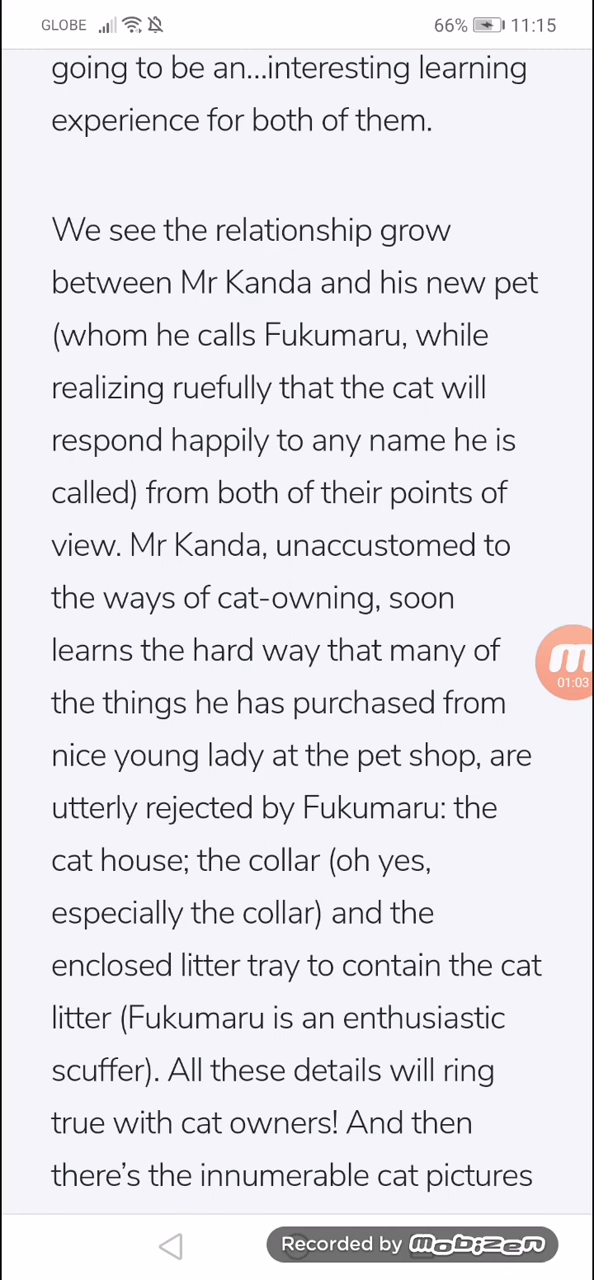 GLOBE 66% 11:15
going to be an...interesting learning
experience for both of them.
We see the relationship grow
between Mr Kanda and his new pet
(whom he calls Fukumaru, while
realizing ruefully that the cat will
respond happily to any name he is
called) from both of their points of
view. Mr Kanda, unaccustomed to
the ways of cat-owning, soon
learns the hard way that many of
the things he has purchased from
nice young lady at the pet shop, are
utterly rejected by Fukumaru: the
cat house; the collar (oh yes,
especially the collar) and the
enclosed litter tray to contain the cat
litter (Fukumaru is an enthusiastic
scuffer). All these details will ring
true with cat owners! And then
there's the innumerable cat pictures
01:03
Recorded by mobizen